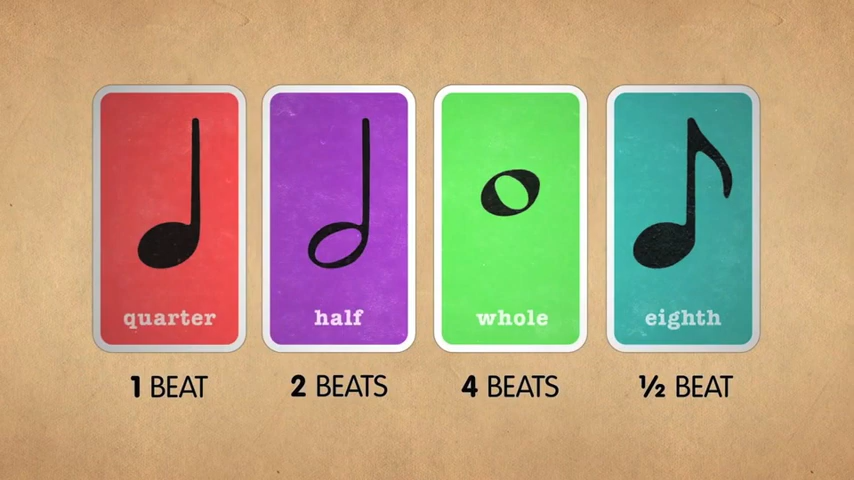 quarter
half
whole
eighth
1 BEAT
2 BEATS
4 BEATS
½ BEAT